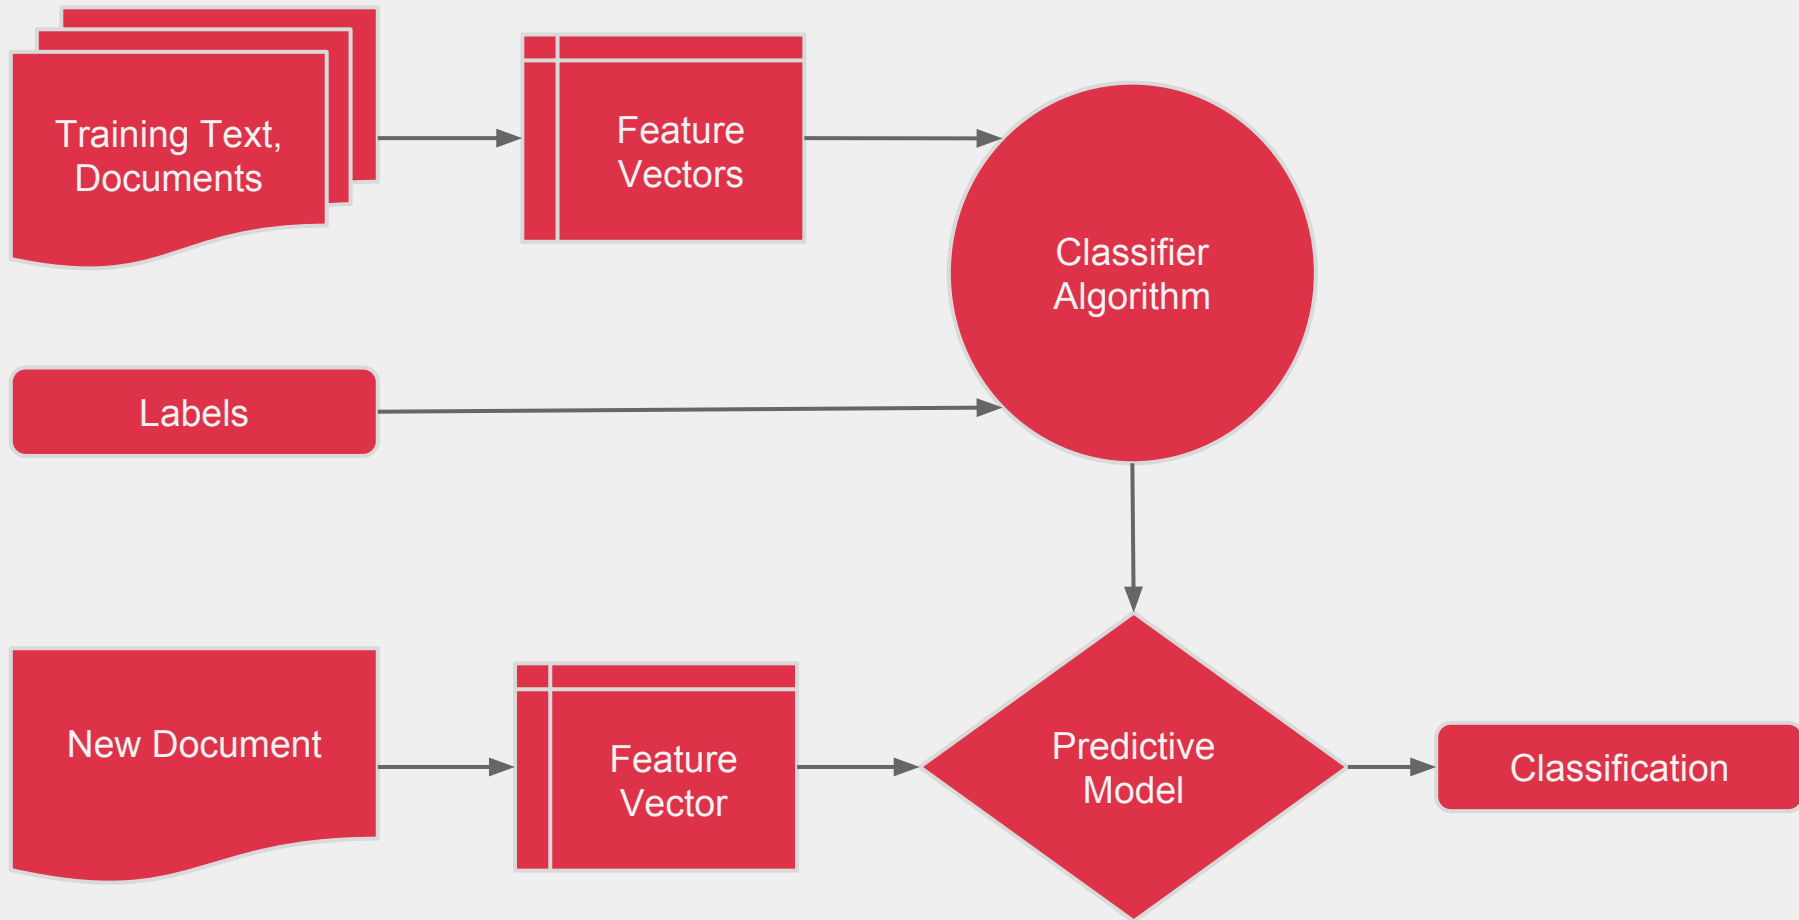 Training Text,
Documents
Feature
Vectors
Classifier
Algorithm
Labels
New Document
Feature
Vector
Predictive
Model
Classification